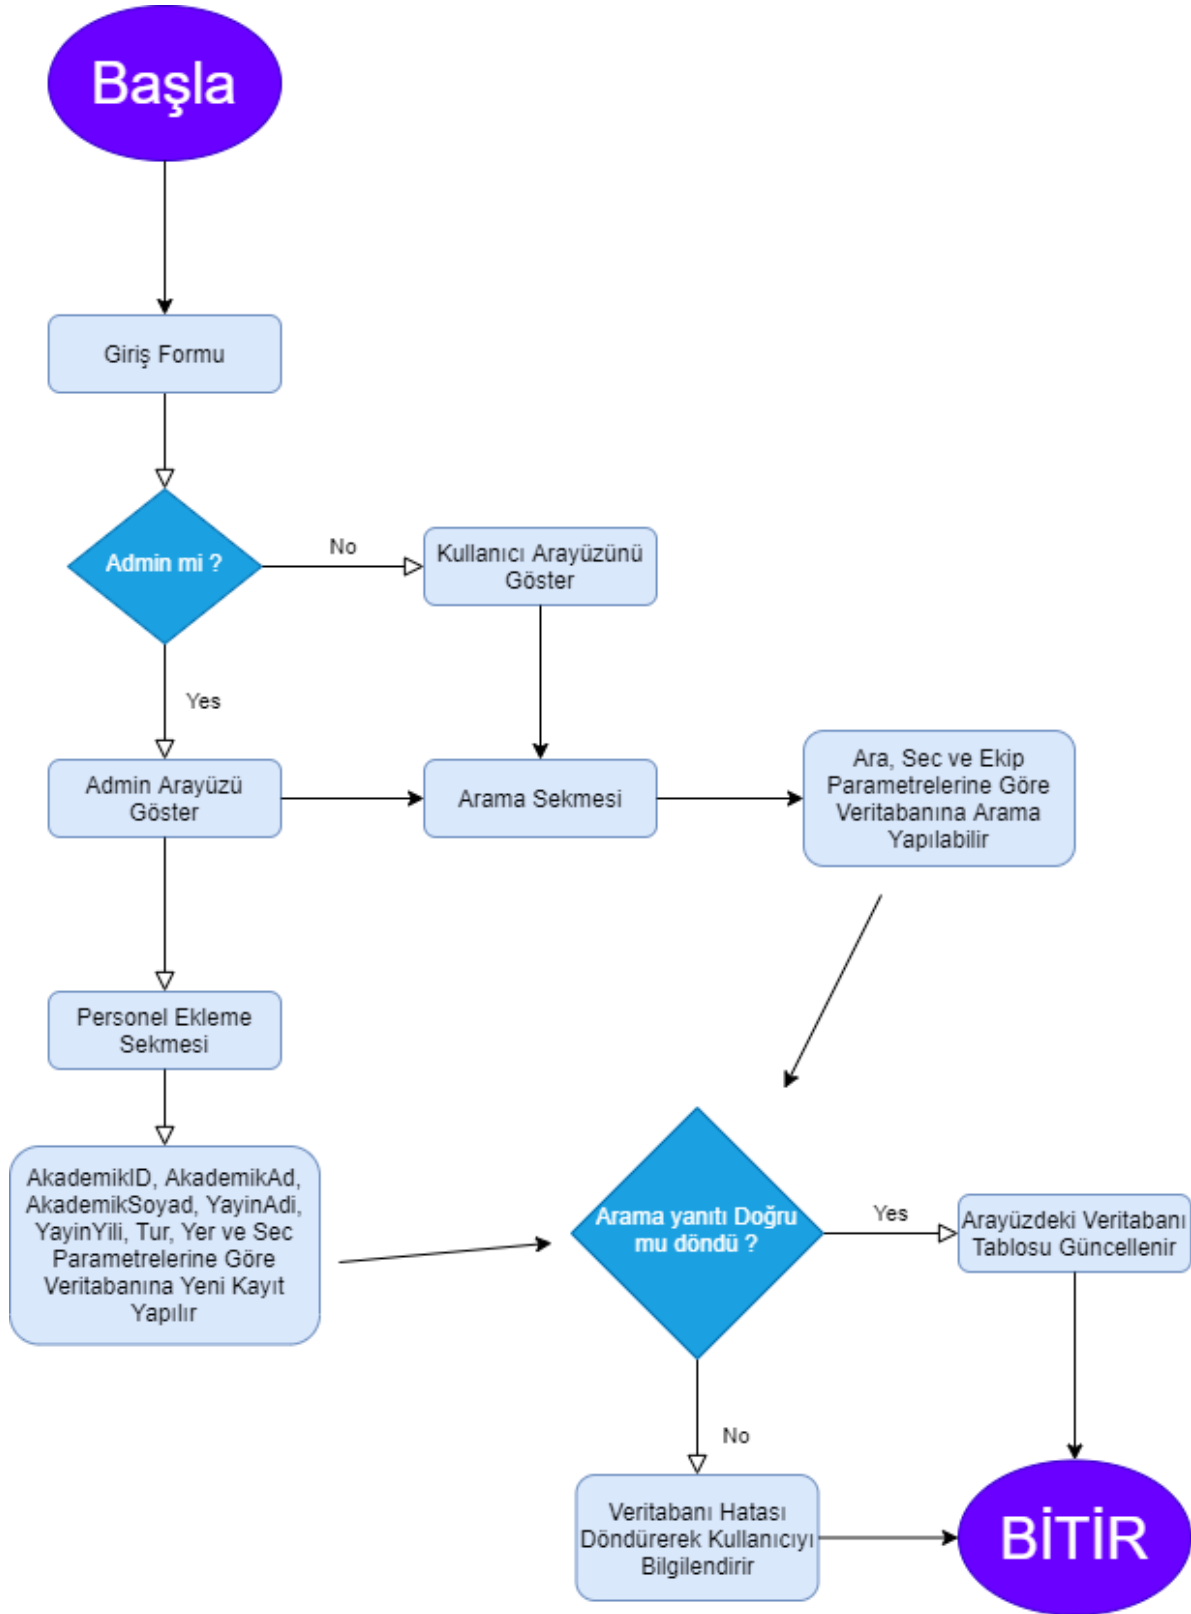 Başla
Giriş Formu
Admin mi ?
No
Kullanıcı Arayüzünü
Göster
Yes
Admin Arayüzü
Göster
Arama Sekmesi
Ara, Sec ve Ekip
Parametrelerine Göre
Veritabanına Arama
Yapılabilir
Personel Ekleme
Sekmesi
AkademikID, AkademikAd,
AkademikSoyad, YayinAdi,
YayinYili, Tur, Yer ve Sec
Parametrelerine Göre
Veritabanına Yeni Kayıt
Yapılır
Arama yanıtı Doğru
mu döndü ?
Yes
Arayüzdeki Veritabanı
Tablosu Güncellenir
No
Veritabanı Hatası
Döndürerek Kullanıcıyı
Bilgilendirir
BİTİR